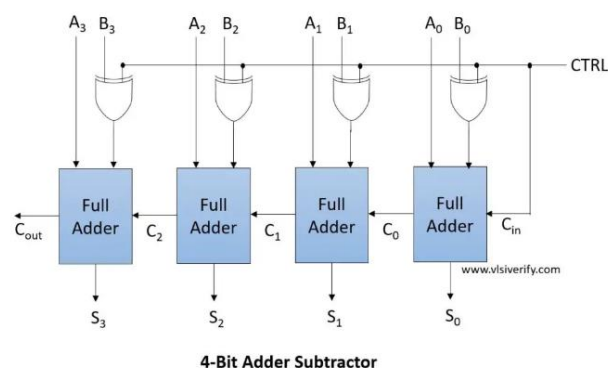 A₃ B₃ A₂ B₂ A₁ B₁ A₀ B₀
CTRL
Full Adder
Full Adder
Full Adder
Full Adder
Cout C₂ C₁ C₀ Cin
www.vlsiverify.com
S₃ S₂ S₁ S₀
4-Bit Adder Subtractor